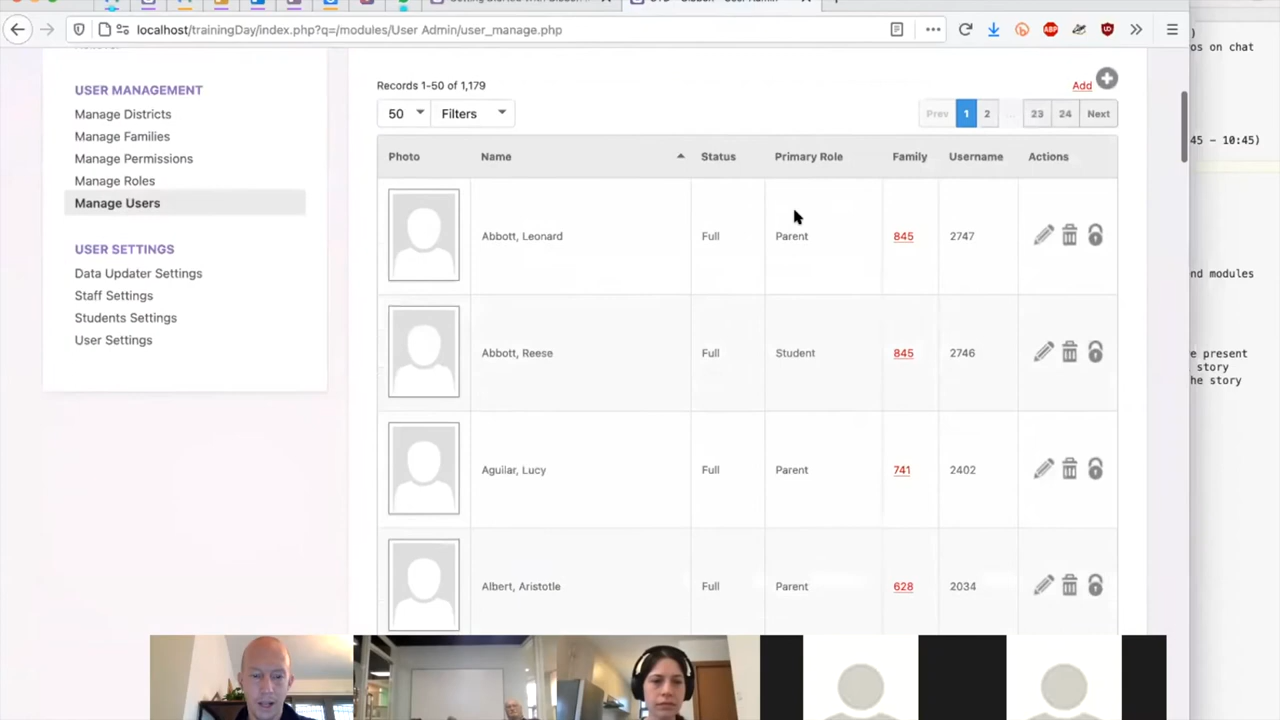 localhost/trainingDay/index.php?q=/modules/User Admin/user_manage.php
ABP
os on chat
USER MANAGEMENT
Manage Districts
Manage Families
Manage Permissions
Manage Roles
Manage Users
USER SETTINGS
Data Updater Settings
Staff Settings
Students Settings
User Settings
Records 1-50 of 1,179
Add
50 Filters
Prev 1 2 ... 23 24 Next
Photo Name Status Primary Role Family Username Actions
Abbott, Leonard Full Parent 845 2747
Abbott, Reese Full Student 845 2746
Aguilar, Lucy Full Parent 741 2402
Albert, Aristotle Full Parent 628 2034
45 - 10:45)
nd modules
e present
story
e the story